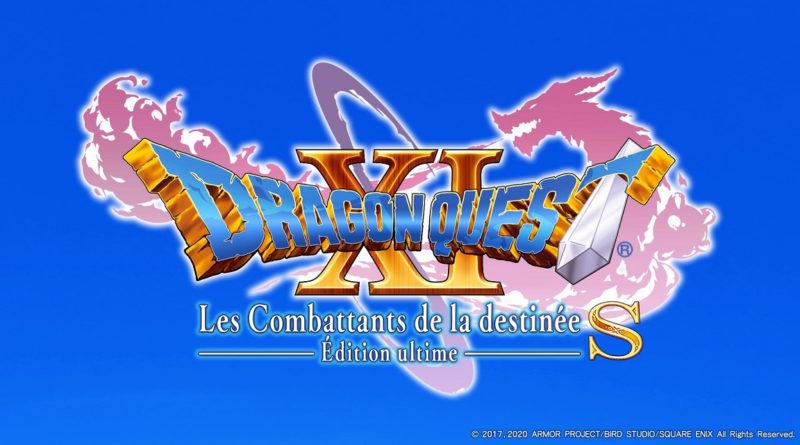 DRAGON QUEST
XI
®
Les Combattants de la destinée S
Édition ultime
© 2017, 2020 ARMOR PROJECT/BIRD STUDIO/SQUARE ENIX All Rights Reserved.